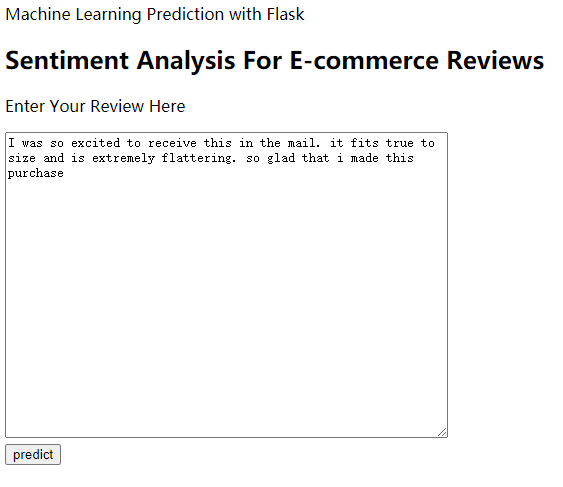 Machine Learning Prediction with Flask
Sentiment Analysis For E-commerce Reviews
Enter Your Review Here
I was so excited to receive this in the mail. it fits true to
size and is extremely flattering. so glad that i made this
purchase
predict